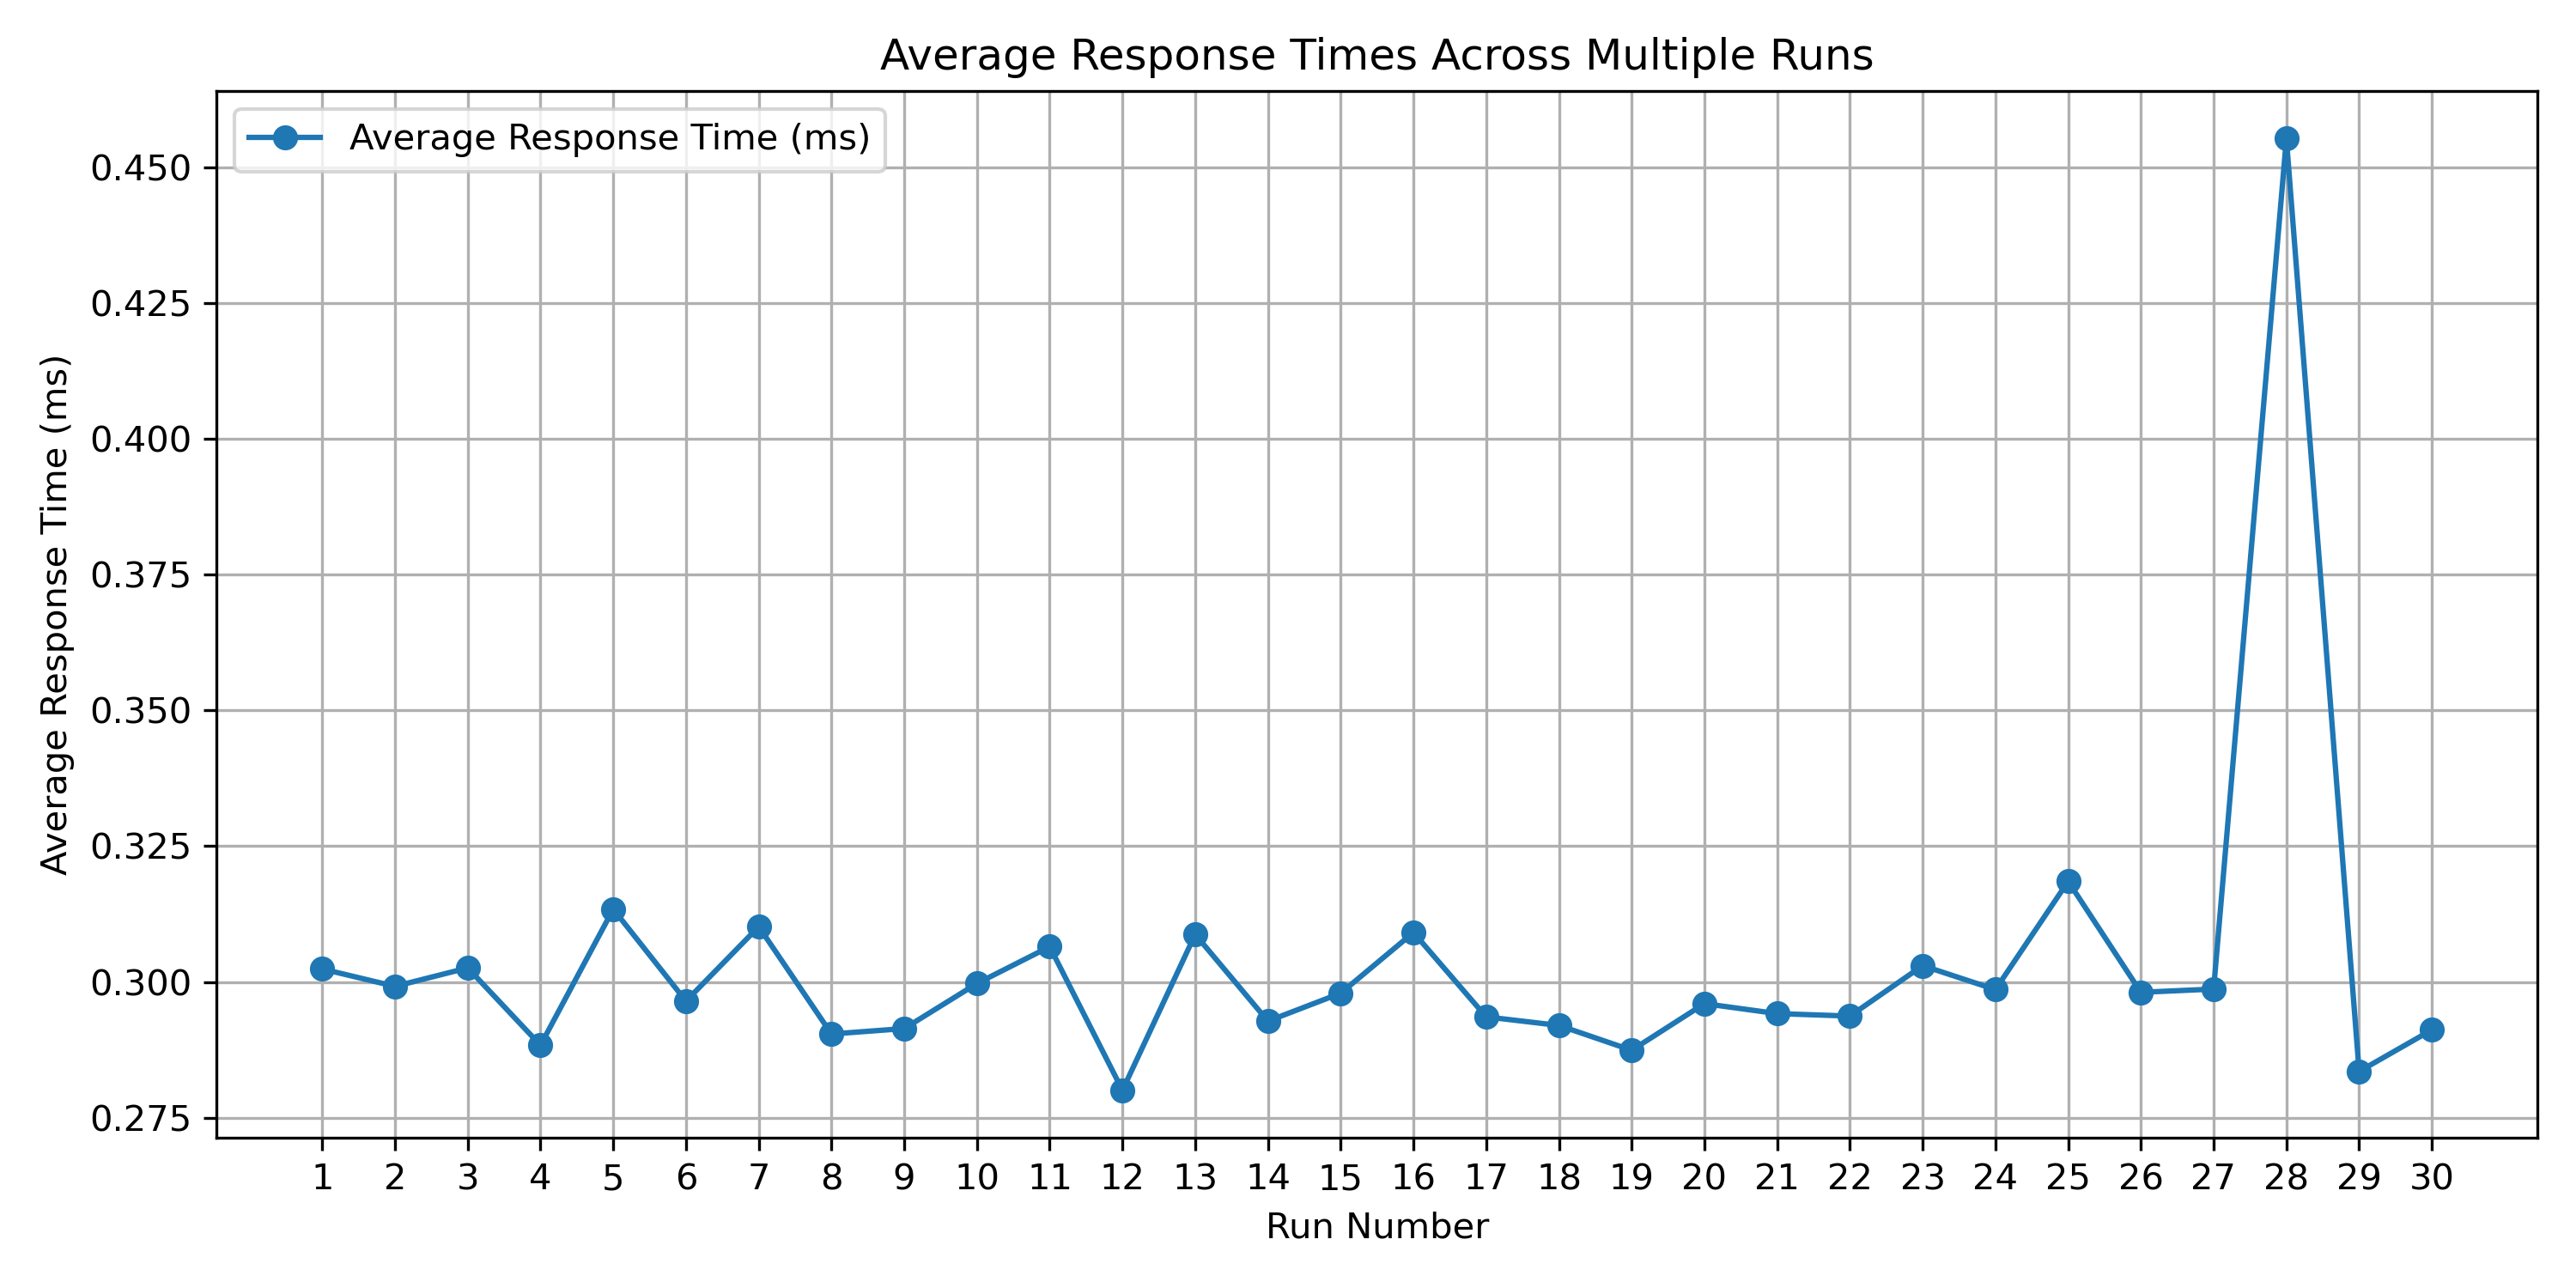 Average Response Times Across Multiple Runs
Average Response Time (ms)
Average Response Time (ms)
0.450
0.425
0.400
0.375
0.350
0.325
0.300
0.275
1 2 3 4 5 6 7 8 9 10 11 12 13 14 15 16 17 18 19 20 21 22 23 24 25 26 27 28 29 30
Run Number